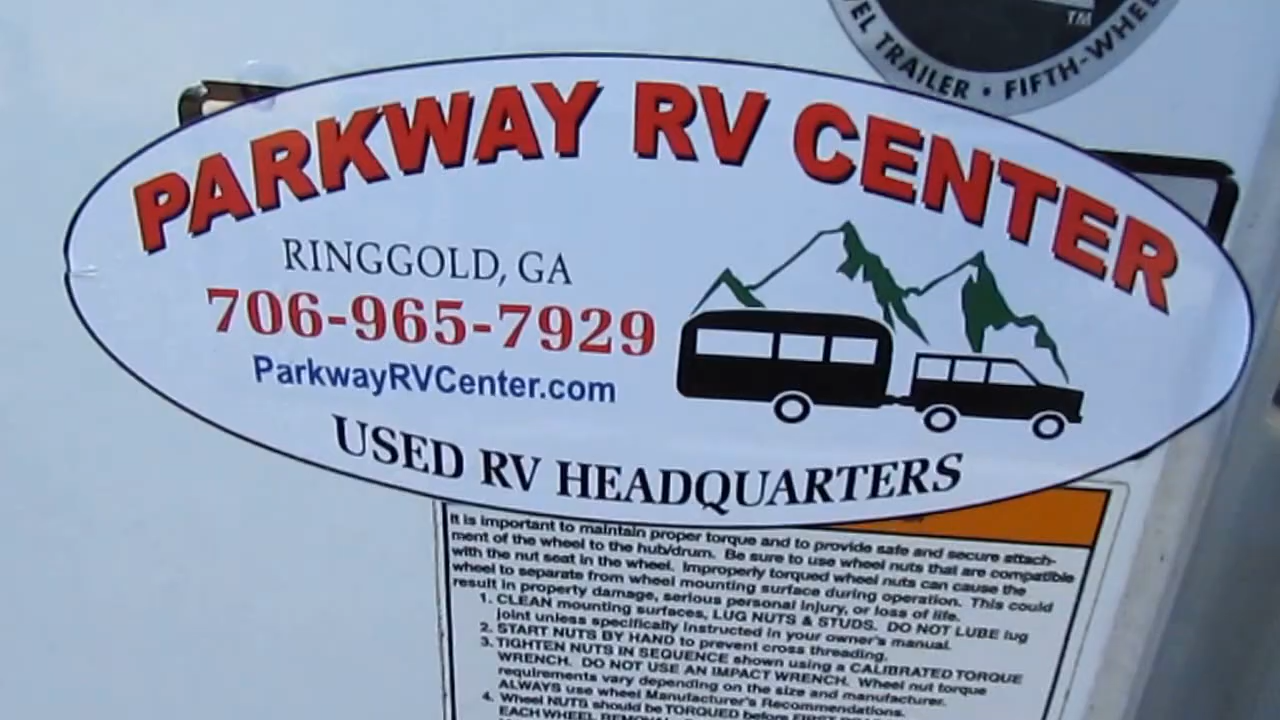 TM
TRAILER • FIFTH-WHEE
PARKWAY RV CENTER
RINGGOLD, GA
706-965-7929
ParkwayRVCenter.com
USED RV HEADQUARTERS
It is important to maintain proper torque and to provide safe and secure attach-
ment of the wheel to the hub/drum. Be sure to use wheel nuts that are compatible
with the nut seat in the wheel. Improperly torqued wheel nuts can cause the
wheel to separate from wheel mounting surface during operation. This could
result in property damage, serious personal injury, or loss of life.
1. CLEAN mounting surfaces, LUG NUTS & STUDS. DO NOT LUBE lug
joint unless specifically instructed in your owner's manual.
2. START NUTS BY HAND to prevent cross threading.
3. TIGHTEN NUTS IN SEQUENCE shown using a CALIBRATED TORQUE
WRENCH. DO NOT USE AN IMPACT WRENCH. Wheel nut torque
requirements vary depending on the size and manufacturer.
ALWAYS use wheel Manufacturer's Recommendations.
4. Wheel NUTS should be TORQUED before FIRST
EACH WHEEL